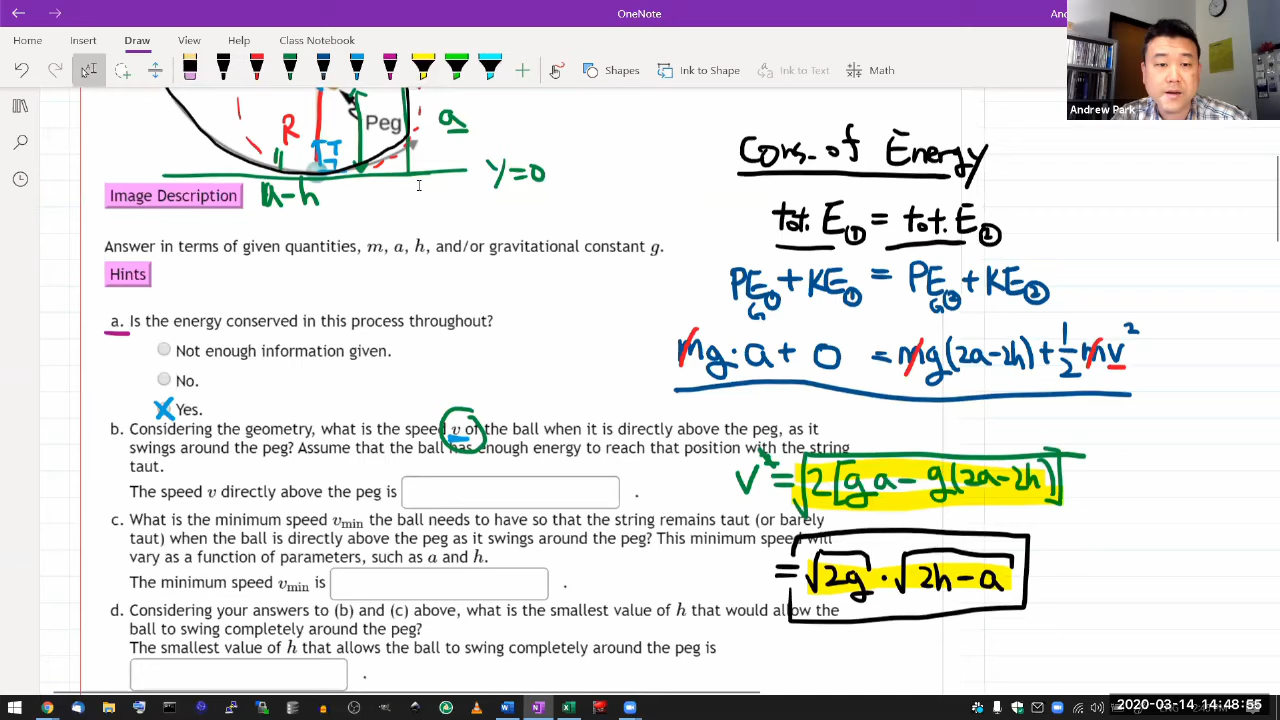 OneNote
And
Home Insert Draw View Help Class Notebook
Shapes Ink to Shape Ink to Text Math
Andrew Park
R T
Peg a
a-h y=0
Image Description
Answer in terms of given quantities, m, a, h, and/or gravitational constant g.
Hints
a. Is the energy conserved in this process throughout?
Not enough information given.
No.
Yes.
b. Considering the geometry, what is the speed v of the ball when it is directly above the peg, as it
swings around the peg? Assume that the ball has enough energy to reach that position with the string
taut.
The speed v directly above the peg is .
c. What is the minimum speed vmin the ball needs to have so that the string remains taut (or barely
taut) when the ball is directly above the peg as it swings around the peg? This minimum speed will
vary as a function of parameters, such as a and h.
The minimum speed vmin is .
d. Considering your answers to (b) and (c) above, what is the smallest value of h that would allow the
ball to swing completely around the peg?
The smallest value of h that allows the ball to swing completely around the peg is
.
Cons. of Energy
tot. E① = tot. E②
PEG① + KE① = PEG② + KE②
mg·a + 0 = mg(2a-2h) + 1/2 mv²
v² = √2[ga - g(2a-2h)]
= √2g · √2h-a
2020-03-14 14:48:55